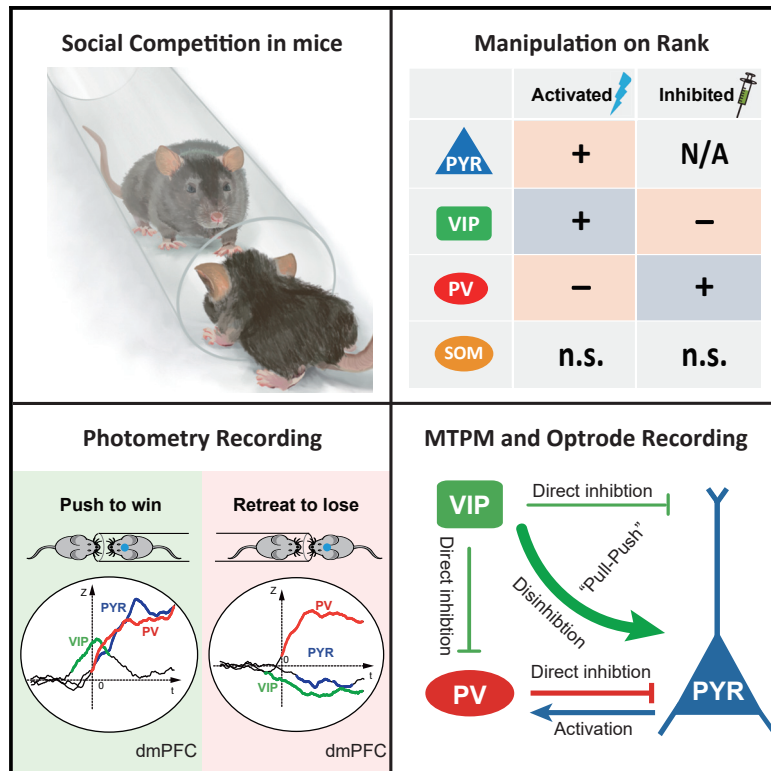 Social Competition in mice
Manipulation on Rank
Activated
Inhibited
PYR
+
N/A
VIP
+
–
PV
–
+
SOM
n.s.
n.s.
Photometry Recording
Push to win
Retreat to lose
Z
PYR
PV
VIP
0
t
dmPFC
Z
PV
PYR
0
VIP
t
dmPFC
MTPM and Optrode Recording
VIP
Direct inhibtion
"Pull-Push"
Disinhibtion
Direct inhibtion
PV
Direct inhibtion
Activation
PYR